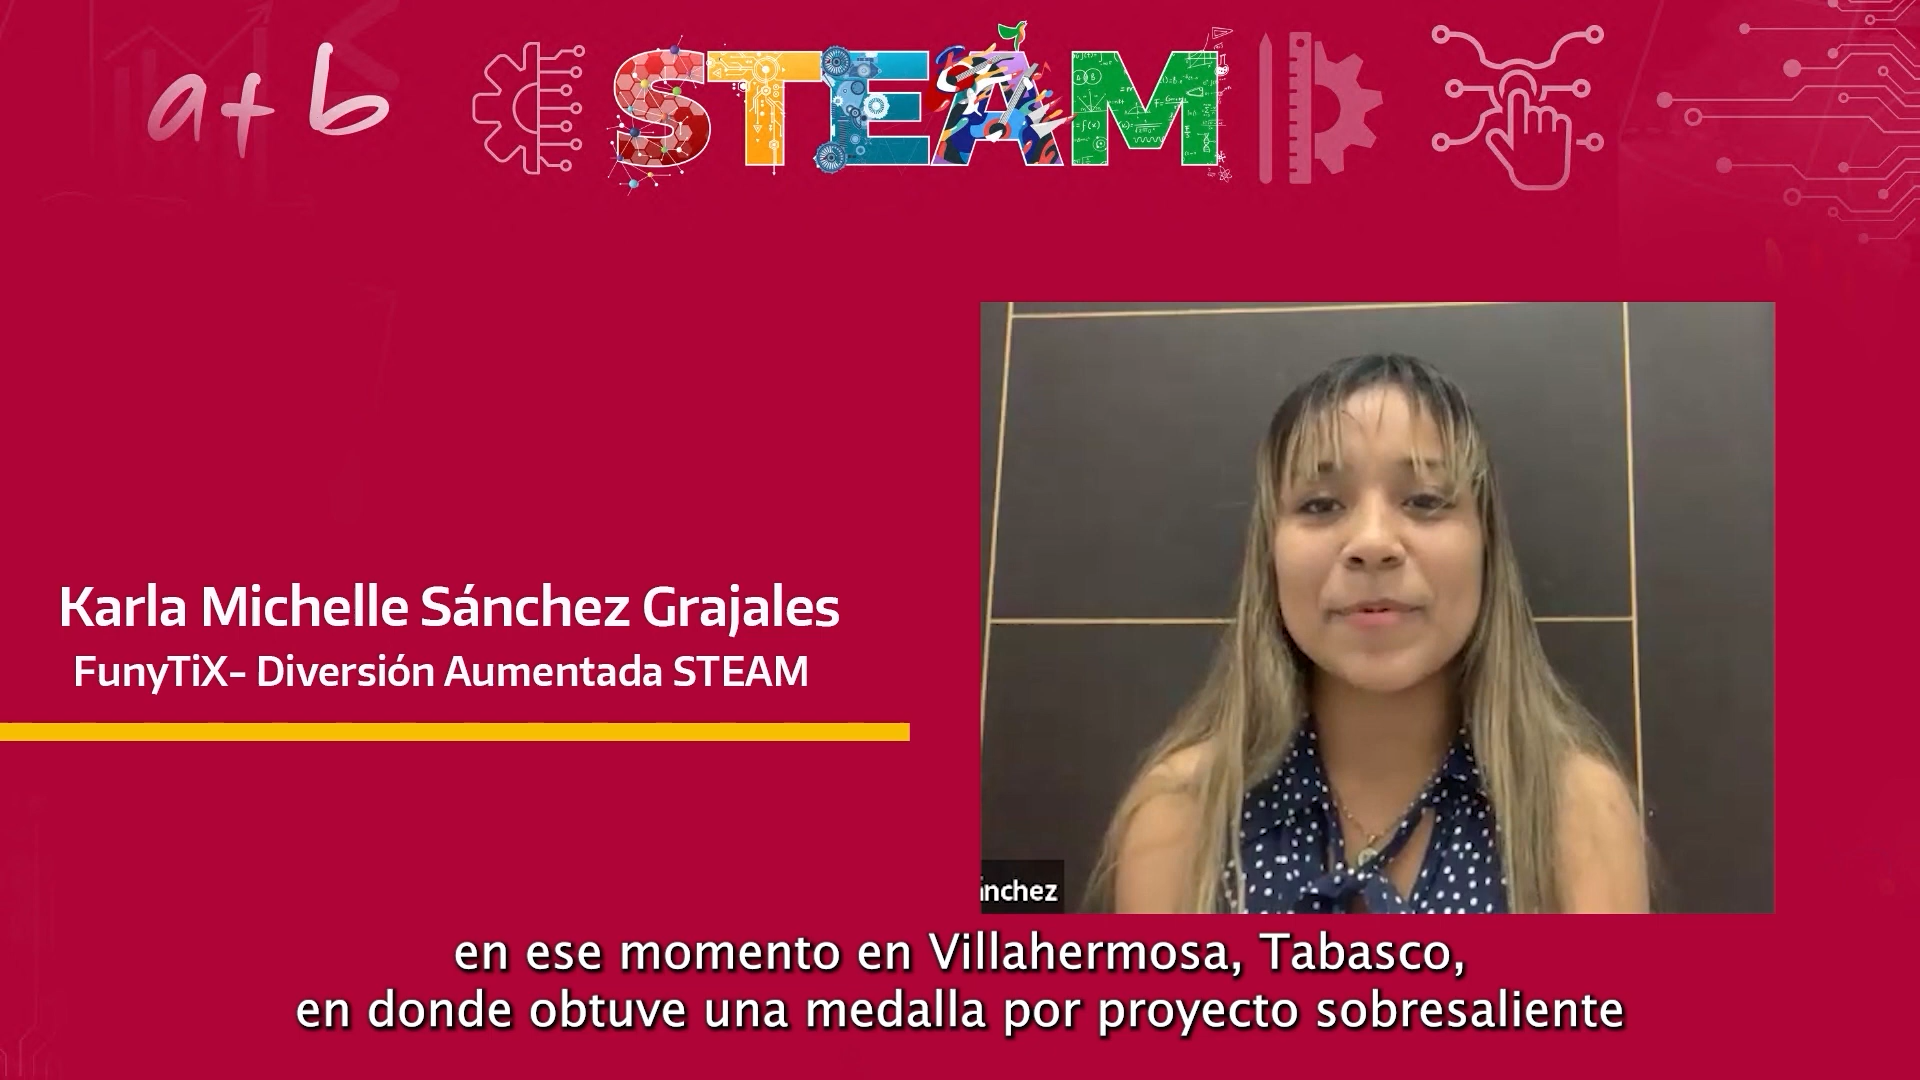 a+b
STEAM
Karla Michelle Sánchez Grajales
FunyTiX- Diversión Aumentada STEAM
ánchez
en ese momento en Villahermosa, Tabasco,
en donde obtuve una medalla por proyecto sobresaliente